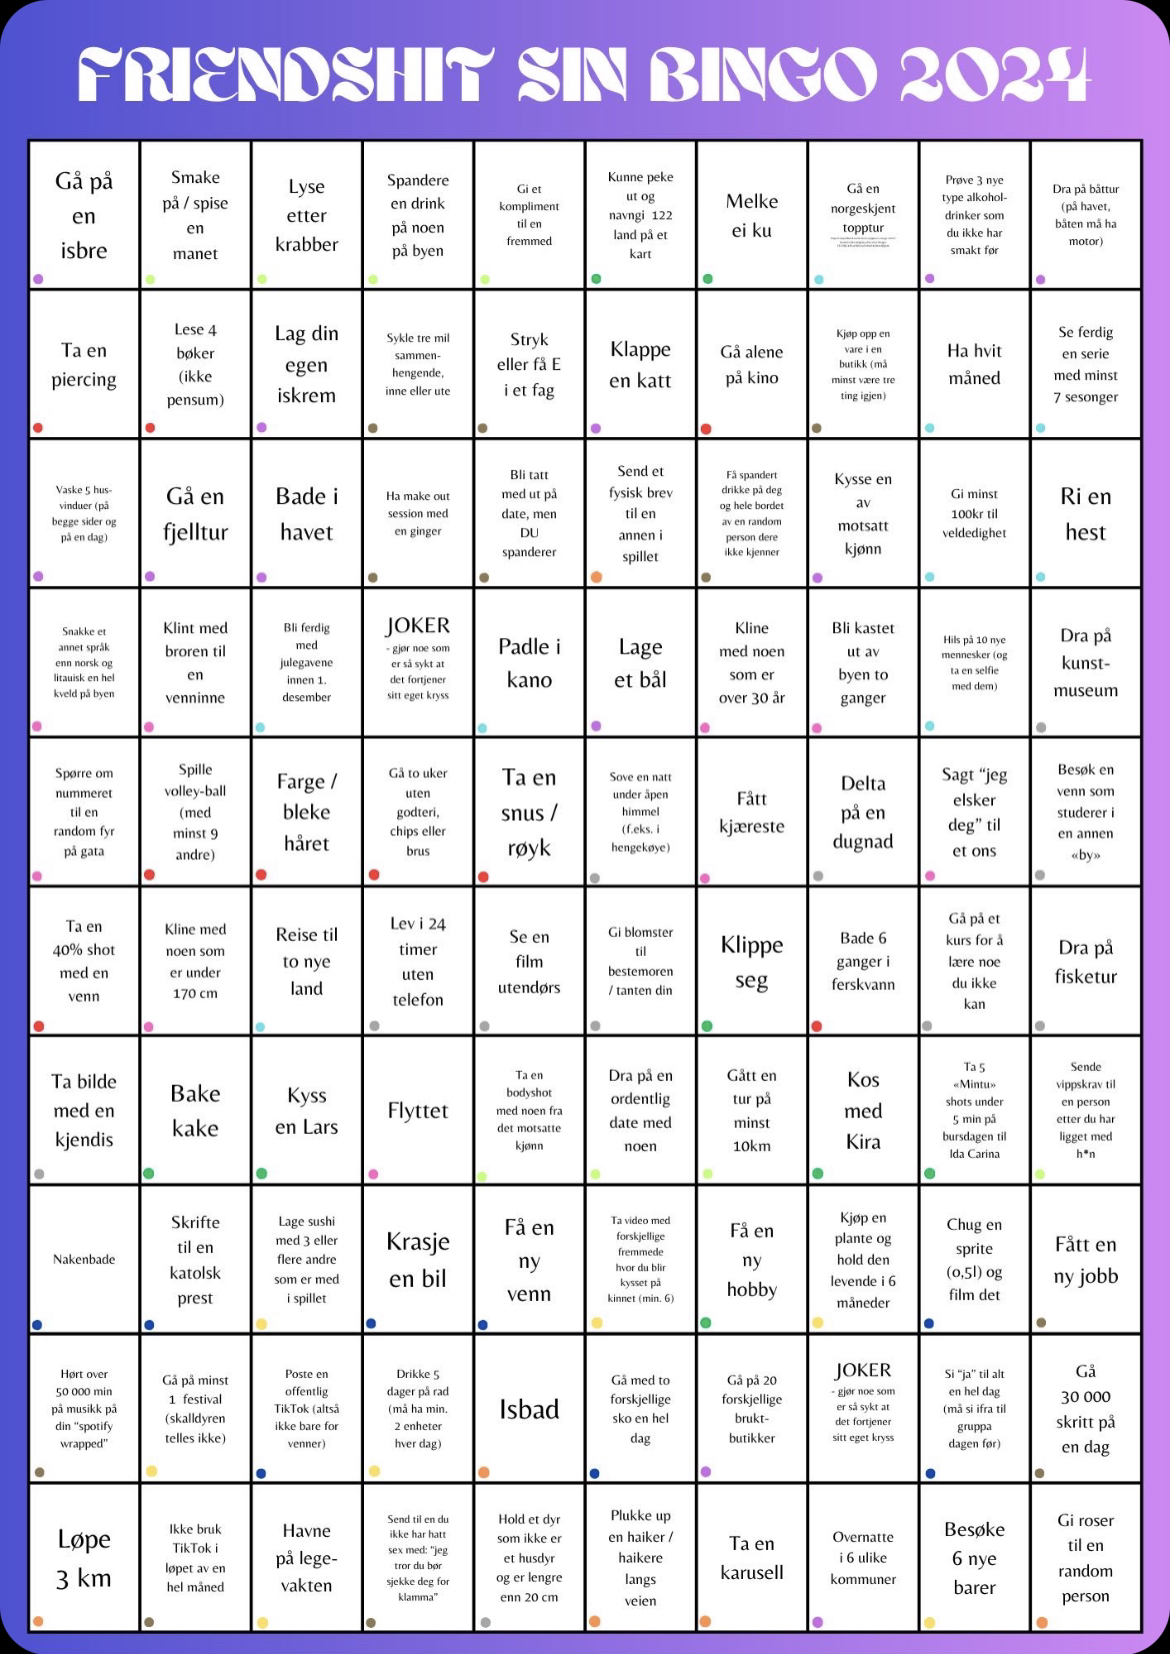 FRIENDSHIT SIN BINGO 2024
Gå på
en
isbre
Smake
på / spise
en
manet
Lyse
etter
krabber
Spandere
en drink
på noen
på byen
Gi et
kompliment
til en
fremmed
Kunne peke
ut og
navngi 122
land på et
kart
Melke
ei ku
Gå en
norgeskjent
topptur
Prøve 3 nye
type alkohol-
drinker som
du ikke har
smakt før
Dra på båttur
(på havet,
båten må ha
motor)
Ta en
piercing
Lese 4
bøker
(ikke
pensum)
Lag din
egen
iskrem
Sykle tre mil
sammen-
hengende,
inne eller ute
Stryk
eller få E
i et fag
Klappe
en katt
Gå alene
på kino
Kjøp opp en
vare i en
butikk (må
minst være tre
ting igjen)
Ha hvit
måned
Se ferdig
en serie
med minst
7 sesonger
Vaske 5 hus-
vinduer (på
begge sider og
på en dag)
Gå en
fjelltur
Bade i
havet
Ha make out
session med
en ginger
Bli tatt
med ut på
date, men
DU
spanderer
Send et
fysisk brev
til en
annen i
spillet
Få spandert
drikke på deg
og hele bordet
av en random
person dere
ikke kjenner
Kysse en
av
motsatt
kjønn
Gi minst
100kr til
veldedighet
Ri en
hest
Snakke et
annet språk
enn norsk og
litauisk en hel
kveld på byen
Klint med
broren til
en
venninne
Bli ferdig
med
julegavene
innen 1.
desember
JOKER
- gjør noe som
er så sykt at
det fortjener
sitt eget kryss
Padle i
kano
Lage
et bål
Kline
med noen
som er
over 30 år
Bli kastet
ut av
byen to
ganger
Hils på 10 nye
mennesker (og
ta en selfie
med dem)
Dra på
kunst-
museum
Spørre om
nummeret
til en
random fyr
på gata
Spille
volley-ball
(med
minst 9
andre)
Farge /
bleke
håret
Gå to uker
uten
godteri,
chips eller
brus
Ta en
snus /
røyk
Sove en natt
under åpen
himmel
(f.eks. i
hengekøye)
Fått
kjæreste
Delta
på en
dugnad
Sagt “jeg
elsker
deg” til
et ons
Besøk en
venn som
studerer i
en annen
«by»
Ta en
40% shot
med en
venn
Kline med
noen som
er under
170 cm
Reise til
to nye
land
Lev i 24
timer
uten
telefon
Se en
film
utendørs
Gi blomster
til
bestemoren
/ tanten din
Klippe
seg
Bade 6
ganger i
ferskvann
Gå på et
kurs for å
lære noe
du ikke
kan
Dra på
fisketur
Ta bilde
med en
kjendis
Bake
kake
Kyss
en Lars
Flyttet
Ta en
bodyshot
med noen fra
det motsatte
kjønn
Dra på en
ordentlig
date med
noen
Gått en
tur på
minst
10km
Kos
med
Kira
Ta 5
«Mintu»
shots under
5 min på
bursdagen til
Ida Carina
Sende
vippskrav til
en person
etter du har
ligget med
h*n
Nakenbade
Skrifte
til en
katolsk
prest
Lage sushi
med 3 eller
flere andre
som er med
i spillet
Krasje
en bil
Få en
ny
venn
Ta video med
forskjellige
fremmede
hvor du blir
kysset på
kinnet (min. 6)
Få en
ny
hobby
Kjøp en
plante og
hold den
levende i 6
måneder
Chug en
sprite
(0,5l) og
film det
Fått en
ny jobb
Hørt over
50 000 min
på musikk på
din “spotify
wrapped”
Gå på minst
1 festival
(skalldyren
telles ikke)
Poste en
offentlig
TikTok (altså
ikke bare for
venner)
Drikke 5
dager på rad
(må ha min.
2 enheter
hver dag)
Isbad
Gå med to
forskjellige
sko en hel
dag
Gå på 20
forskjellige
brukt-
butikker
JOKER
- gjør noe som
er så sykt at
det fortjener
sitt eget kryss
Si “ja” til alt
en hel dag
(må si ifra til
gruppa
dagen før)
Gå
30 000
skritt på
en dag
Løpe
3 km
Ikke bruk
TikTok i
løpet av en
hel måned
Havne
på lege-
vakten
Send til en du
ikke har hatt
sex med: “jeg
tror du bør
sjekke deg for
klamma”
Hold et dyr
som ikke er
et husdyr
og er lengre
enn 20 cm
Plukke up
en haiker /
haikere
langs
veien
Ta en
karusell
Overnatte
i 6 ulike
kommuner
Besøke
6 nye
barer
Gi roser
til en
random
person